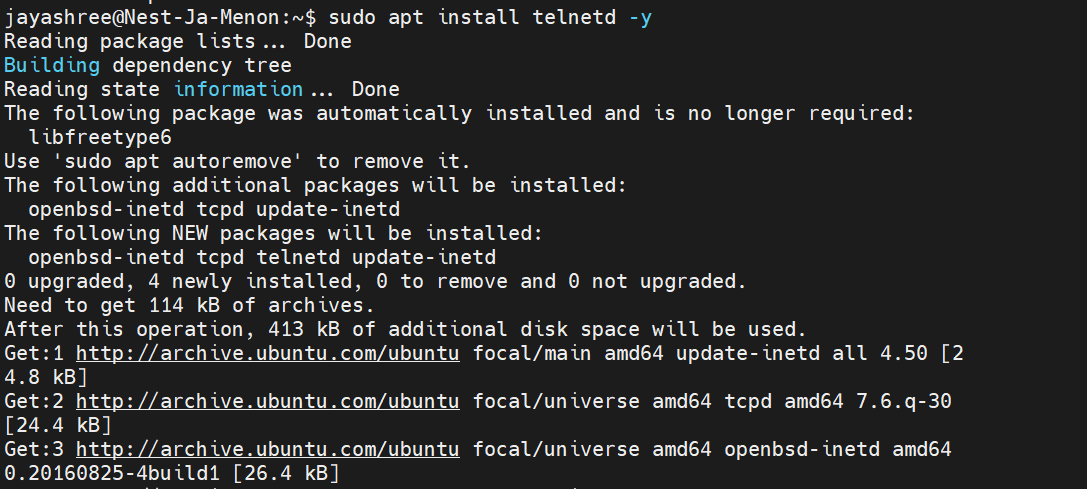 jayashree@Nest-Ja-Menon:~$ sudo apt install telnetd -y
Reading package lists... Done
Building dependency tree
Reading state information... Done
The following package was automatically installed and is no longer required:
  libfreetype6
Use 'sudo apt autoremove' to remove it.
The following additional packages will be installed:
  openbsd-inetd tcpd update-inetd
The following NEW packages will be installed:
  openbsd-inetd tcpd telnetd update-inetd
0 upgraded, 4 newly installed, 0 to remove and 0 not upgraded.
Need to get 114 kB of archives.
After this operation, 413 kB of additional disk space will be used.
Get:1 http://archive.ubuntu.com/ubuntu focal/main amd64 update-inetd all 4.50 [2
4.8 kB]
Get:2 http://archive.ubuntu.com/ubuntu focal/universe amd64 tcpd amd64 7.6.q-30
[24.4 kB]
Get:3 http://archive.ubuntu.com/ubuntu focal/universe amd64 openbsd-inetd amd64
0.20160825-4build1 [26.4 kB]